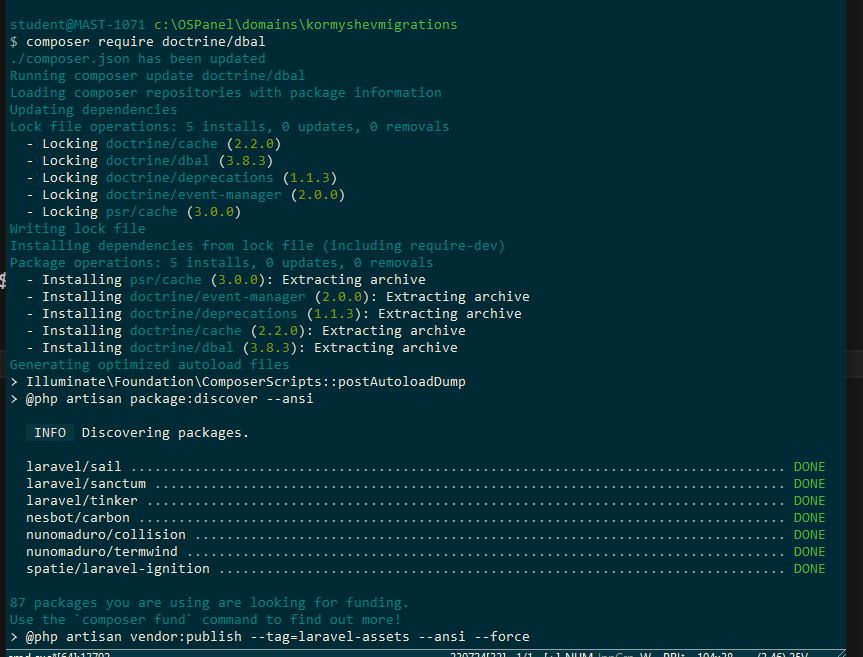 student@MAST-1071 c:\OSPanel\domains\kormyshevmigrations
$ composer require doctrine/dbal
./composer.json has been updated
Running composer update doctrine/dbal
Loading composer repositories with package information
Updating dependencies
Lock file operations: 5 installs, 0 updates, 0 removals
  - Locking doctrine/cache (2.2.0)
  - Locking doctrine/dbal (3.8.3)
  - Locking doctrine/deprecations (1.1.3)
  - Locking doctrine/event-manager (2.0.0)
  - Locking psr/cache (3.0.0)
Writing lock file
Installing dependencies from lock file (including require-dev)
Package operations: 5 installs, 0 updates, 0 removals
  - Installing psr/cache (3.0.0): Extracting archive
  - Installing doctrine/event-manager (2.0.0): Extracting archive
  - Installing doctrine/deprecations (1.1.3): Extracting archive
  - Installing doctrine/cache (2.2.0): Extracting archive
  - Installing doctrine/dbal (3.8.3): Extracting archive
Generating optimized autoload files
> Illuminate\Foundation\ComposerScripts::postAutoloadDump
> @php artisan package:discover --ansi
INFO  Discovering packages.
laravel/sail .................................................................................. DONE
laravel/sanctum ............................................................................... DONE
laravel/tinker ................................................................................ DONE
nesbot/carbon ................................................................................. DONE
nunomaduro/collision .......................................................................... DONE
nunomaduro/termwind ........................................................................... DONE
spatie/laravel-ignition ....................................................................... DONE
87 packages you are using are looking for funding.
Use the `composer fund` command to find out more!
> @php artisan vendor:publish --tag=laravel-assets --ansi --force